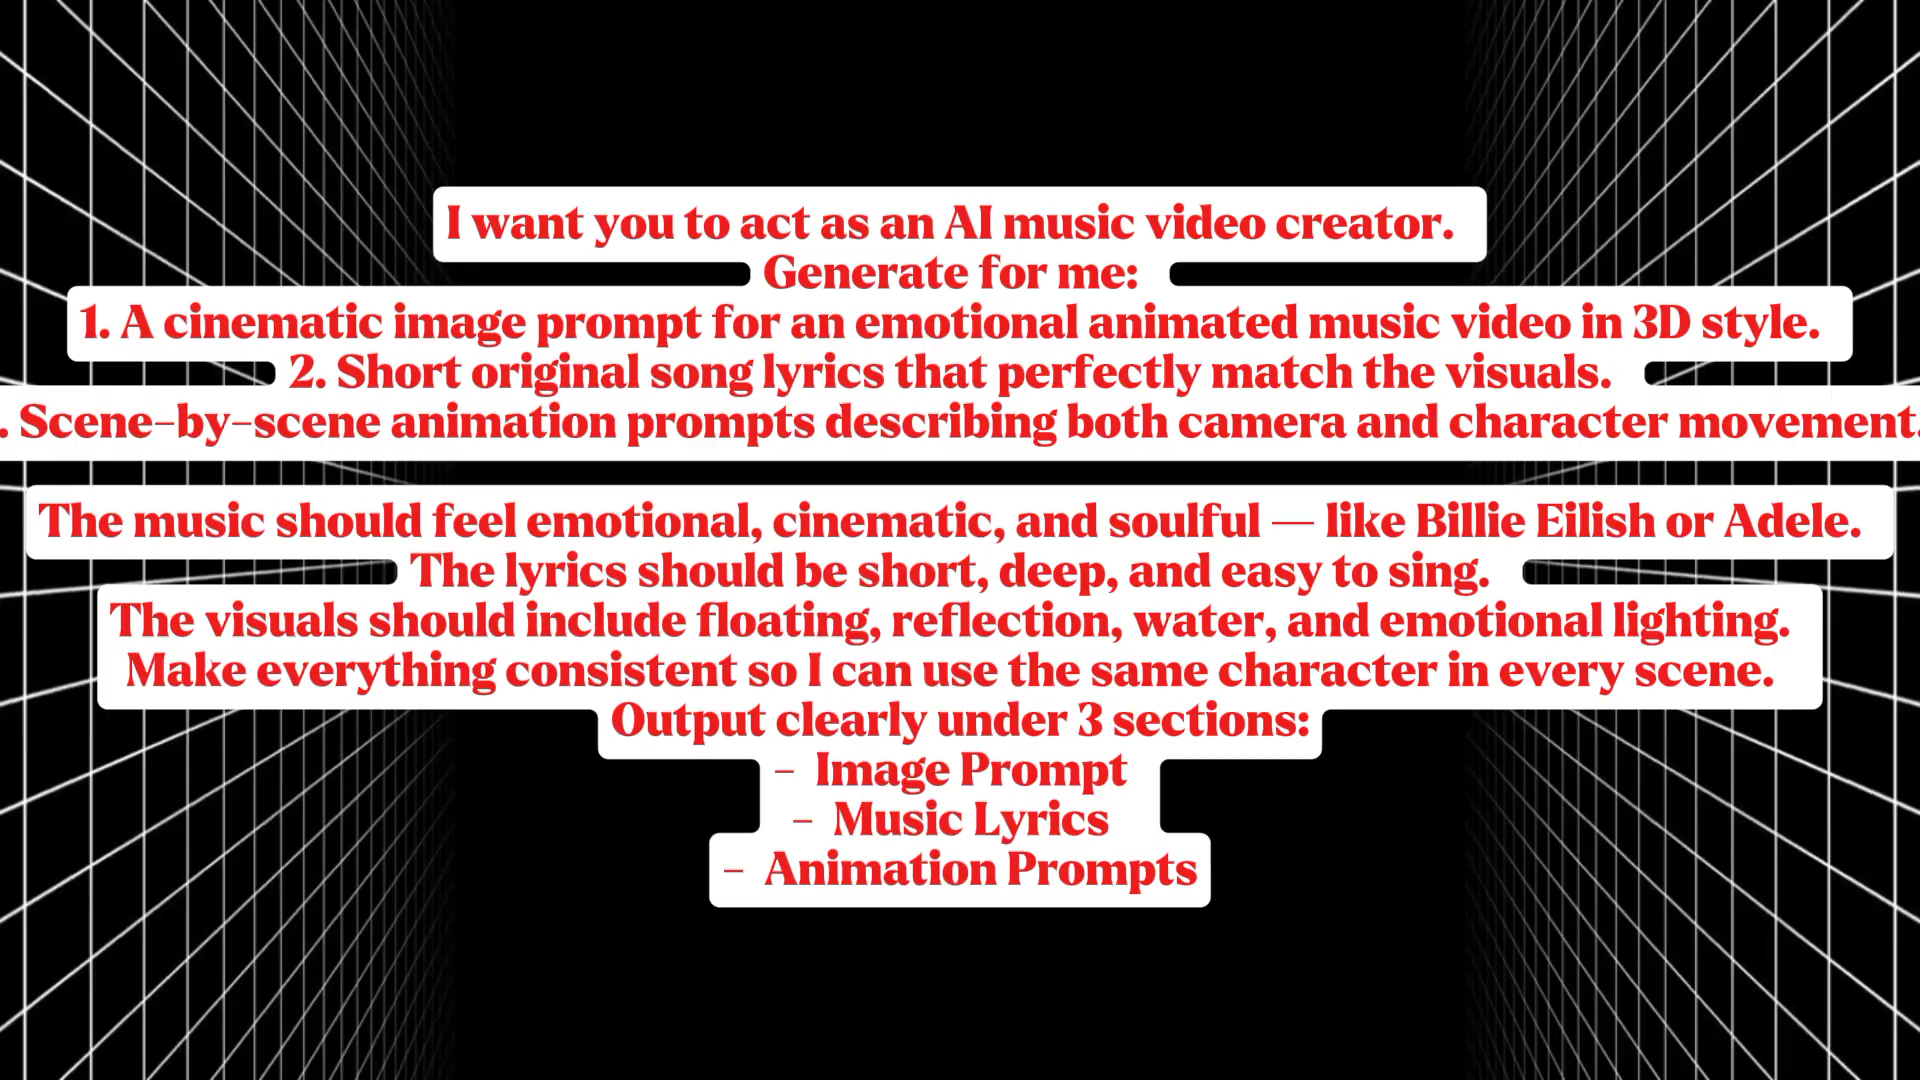 I want you to act as an AI music video creator.
Generate for me:
1. A cinematic image prompt for an emotional animated music video in 3D style.
2. Short original song lyrics that perfectly match the visuals.
. Scene-by-scene animation prompts describing both camera and character movement.
The music should feel emotional, cinematic, and soulful — like Billie Eilish or Adele.
The lyrics should be short, deep, and easy to sing.
The visuals should include floating, reflection, water, and emotional lighting.
Make everything consistent so I can use the same character in every scene.
Output clearly under 3 sections:
- Image Prompt
- Music Lyrics
- Animation Prompts